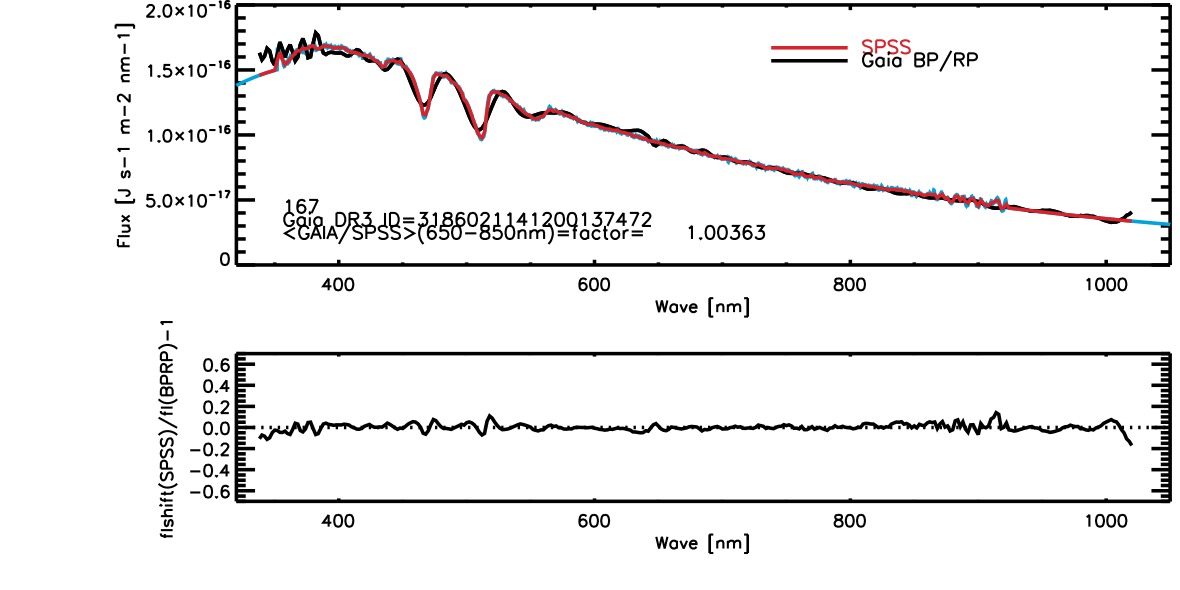 2.0×10−16
1.5×10−16
1.0×10−16
5.0×10−17
0
Flux [J s−1 m−2 nm−1]
SPSS
Gaia BP/RP
167
Gaia DR3 ID=3186021141200137472
<GAIA/SPSS>(650−850nm)=factor= 1.00363
400 600 800 1000
Wave [nm]
0.6
0.4
0.2
0.0
−0.2
−0.4
−0.6
flshift(SPSS)/fl(BPRP)−1
400 600 800 1000
Wave [nm]